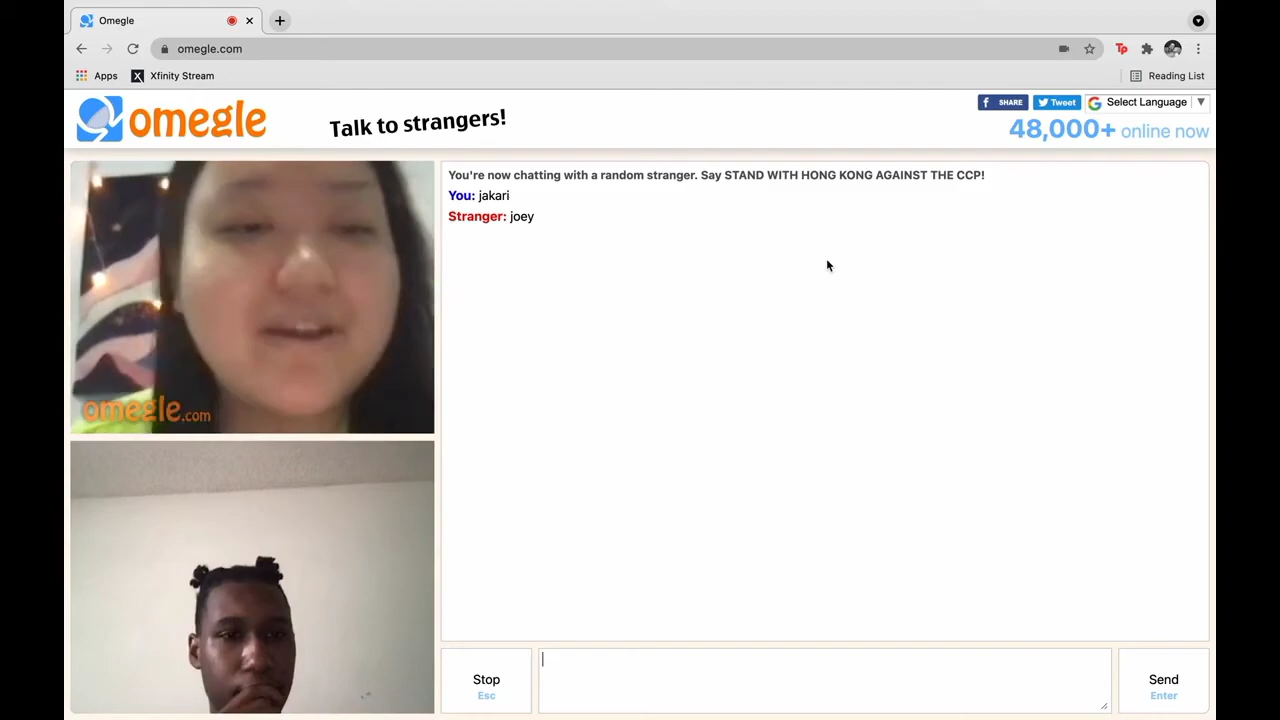 Omegle
omegle.com
Apps
Xfinity Stream
Reading List
omegle
Talk to strangers!
SHARE
Tweet
Select Language
48,000+ online now
omegle.com
You're now chatting with a random stranger. Say STAND WITH HONG KONG AGAINST THE CCP!
You: jakari
Stranger: joey
Stop
Esc
Send
Enter